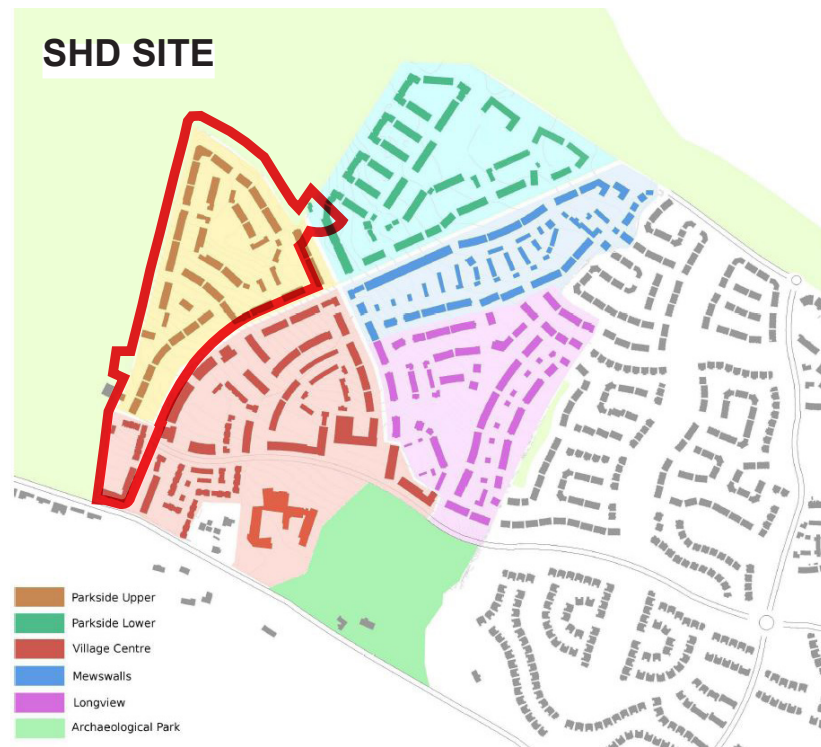 SHD SITE
Parkside Upper
Parkside Lower
Village Centre
Mewswalls
Longview
Archaeological Park